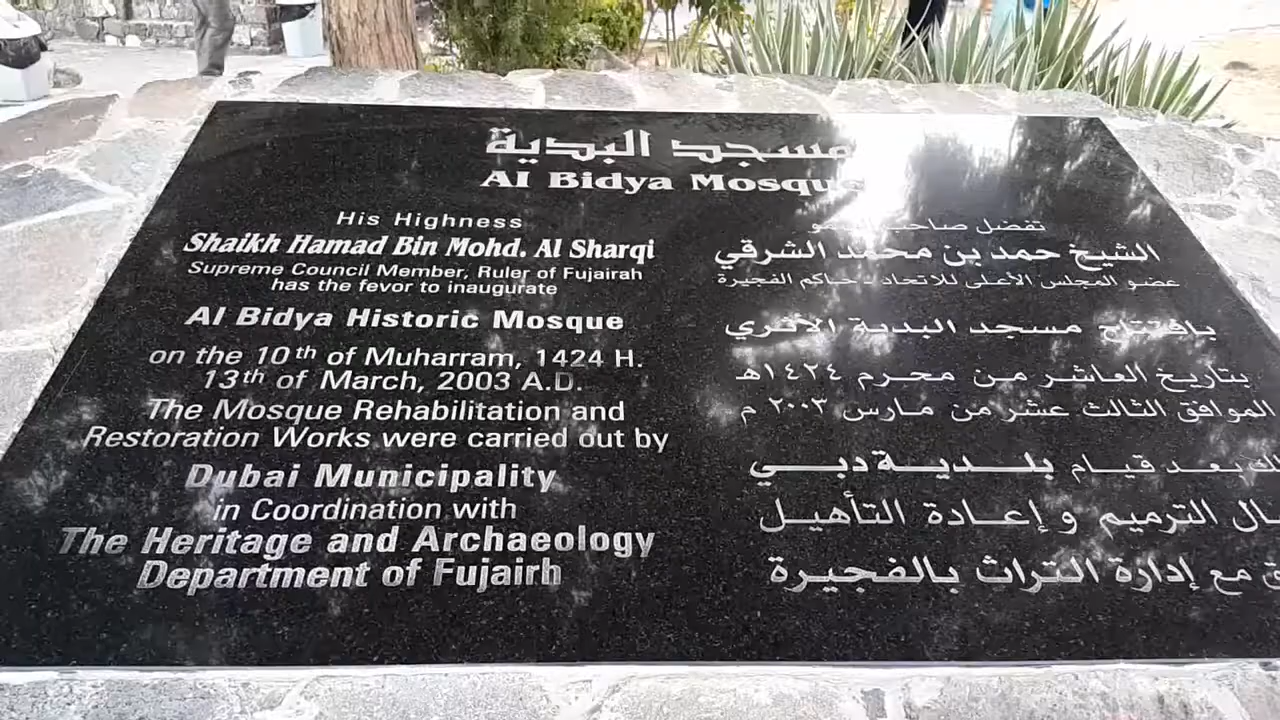 مسجد البدية
Al Bidya Mosque
His Highness
Shaikh Hamad Bin Mohd. Al Sharqi
Supreme Council Member, Ruler of Fujairah
has the fevor to inaugurate
Al Bidya Historic Mosque
on the 10th of Muharram, 1424 H.
13th of March, 2003 A.D.
The Mosque Rehabilitation and
Restoration Works were carried out by
Dubai Municipality
in Coordination with
The Heritage and Archaeology
Department of Fujairh
تفضل صاحب
الشيخ حمد بن محمد الشرقي
عضو المجلس الأعلى للاتحاد - حاكم الفجيرة
بإفتتاح مسجد البدية الأثري
بتاريخ العاشر من محرم ١٤٢٤هـ
الموافق الثالث عشر من مارس ٢٠٠٣ م
بعد قيام بلدية دبي
الترميم وإعادة التأهيل
مع إدارة التراث بالفجيرة